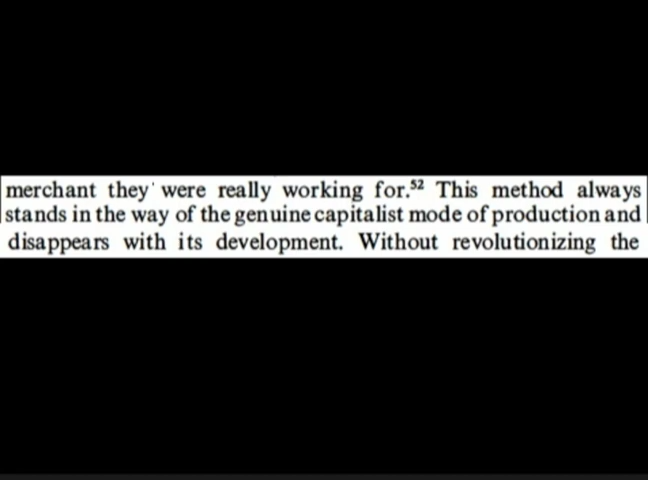 merchant they were really working for.⁵² This method always
stands in the way of the genuine capitalist mode of production and
disappears with its development. Without revolutionizing the